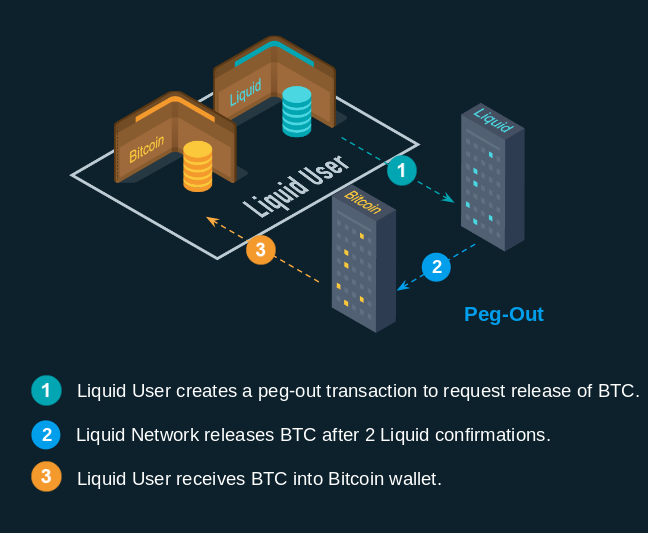 Liquid
Bitcoin
Liquid User
Liquid
Bitcoin
1
2
3
Peg-Out
1 Liquid User creates a peg-out transaction to request release of BTC.
2 Liquid Network releases BTC after 2 Liquid confirmations.
3 Liquid User receives BTC into Bitcoin wallet.